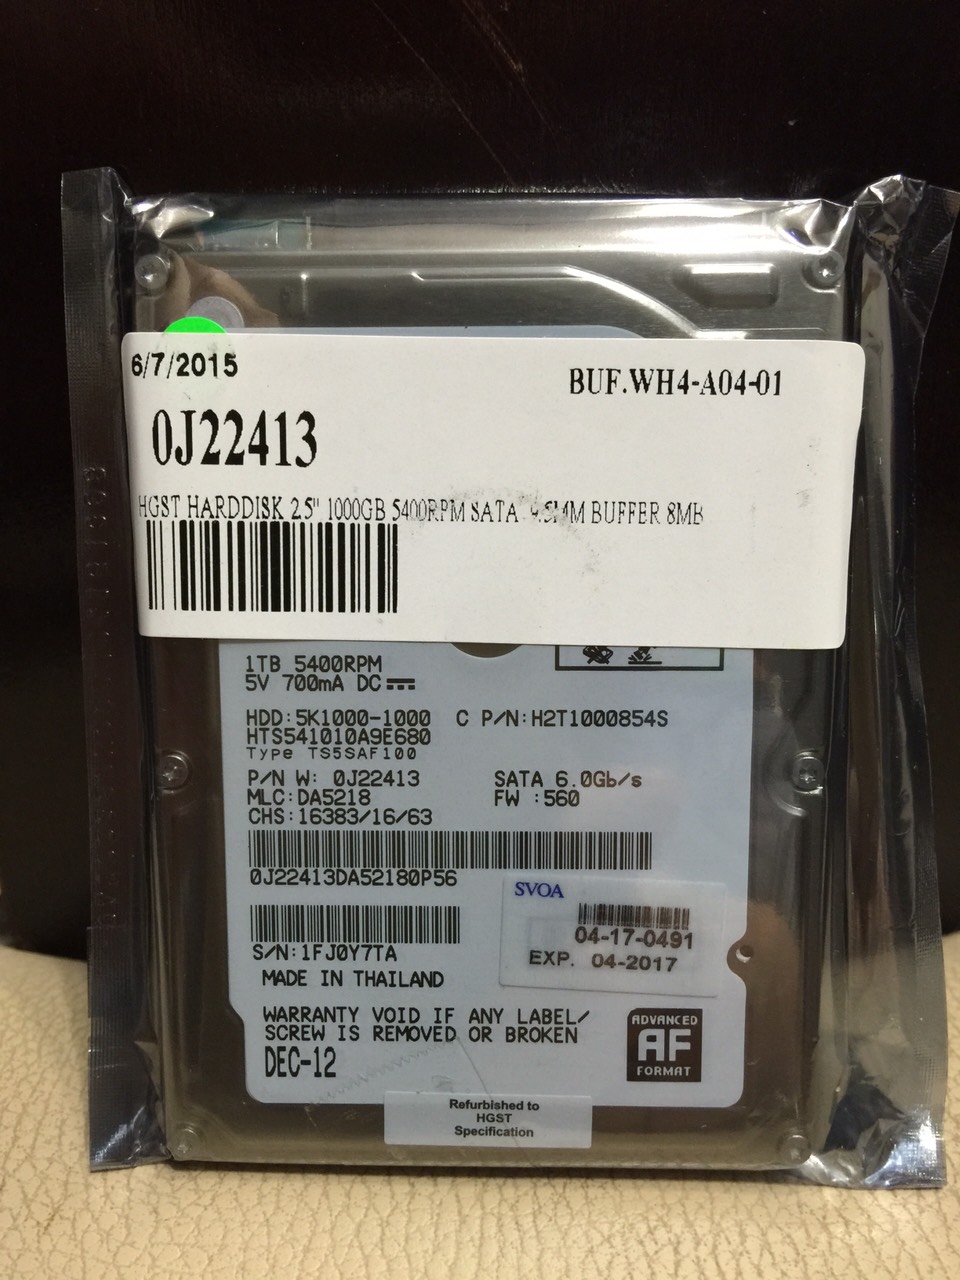 6/7/2015
BUF.WH4-A04-01
0J22413
HGST HARDDISK 2.5" 1000GB 5400RPM SATA 9.5MM BUFFER 8MB
1TB 5400RPM
5V 700mA DC
HDD:5K1000-1000 C P/N:H2T1000854S
HTS541010A9E680
Type TS5SAF100
P/N W: 0J22413 SATA 6.0Gb/s
MLC:DA5218 FW :560
CHS:16383/16/63
0J22413DA52180P56
SVOA
04-17-0491
EXP. 04-2017
S/N:1FJ0Y7TA
MADE IN THAILAND
WARRANTY VOID IF ANY LABEL/
SCREW IS REMOVED OR BROKEN
DEC-12
ADVANCED
AF
FORMAT
Refurbished to
HGST
Specification